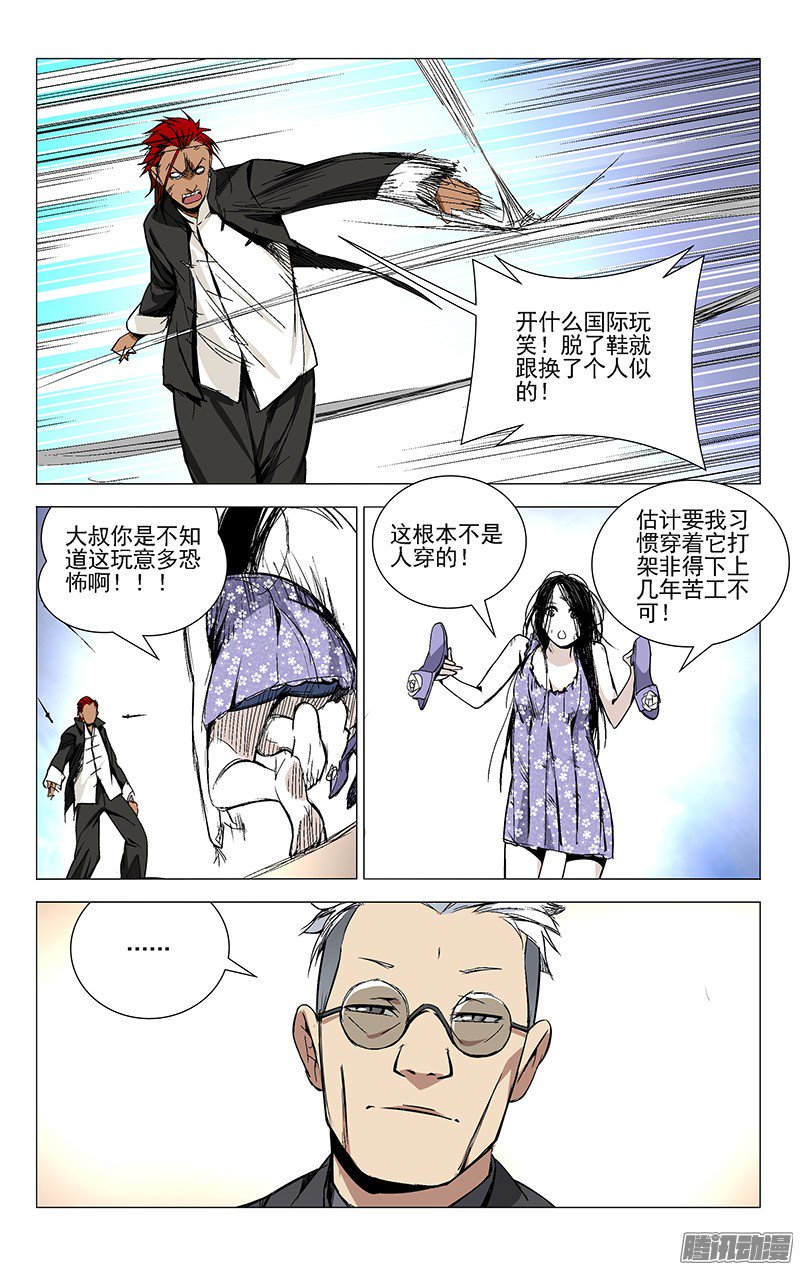 开什么国际玩
笑！脱了鞋就
跟换了个人似
的！
大叔你是不知
道这玩意多恐
怖啊！！！
这根本不是
人穿的！
估计要我习
惯穿着它打
架非得下上
几年苦工不
可！
……
腾讯动漫